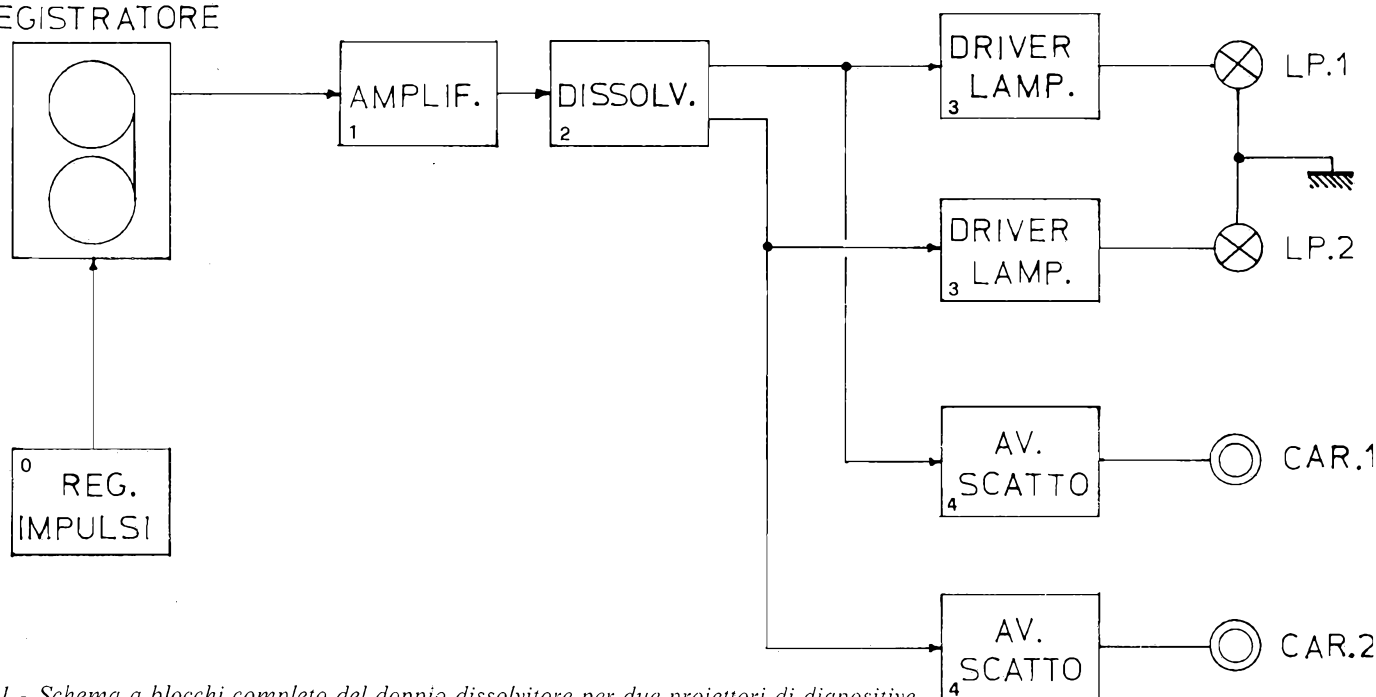 EGISTRATORE
AMPLIF.
1
DISSOLV.
2
DRIVER
LAMP.
3
LP.1
DRIVER
LAMP.
3
LP.2
0
REG.
IMPULSI
AV.
SCATTO
4
CAR.1
AV.
SCATTO
4
CAR.2
1 - Schema a blocchi completo del doppio dissolvitore per due proiettori di diapositive